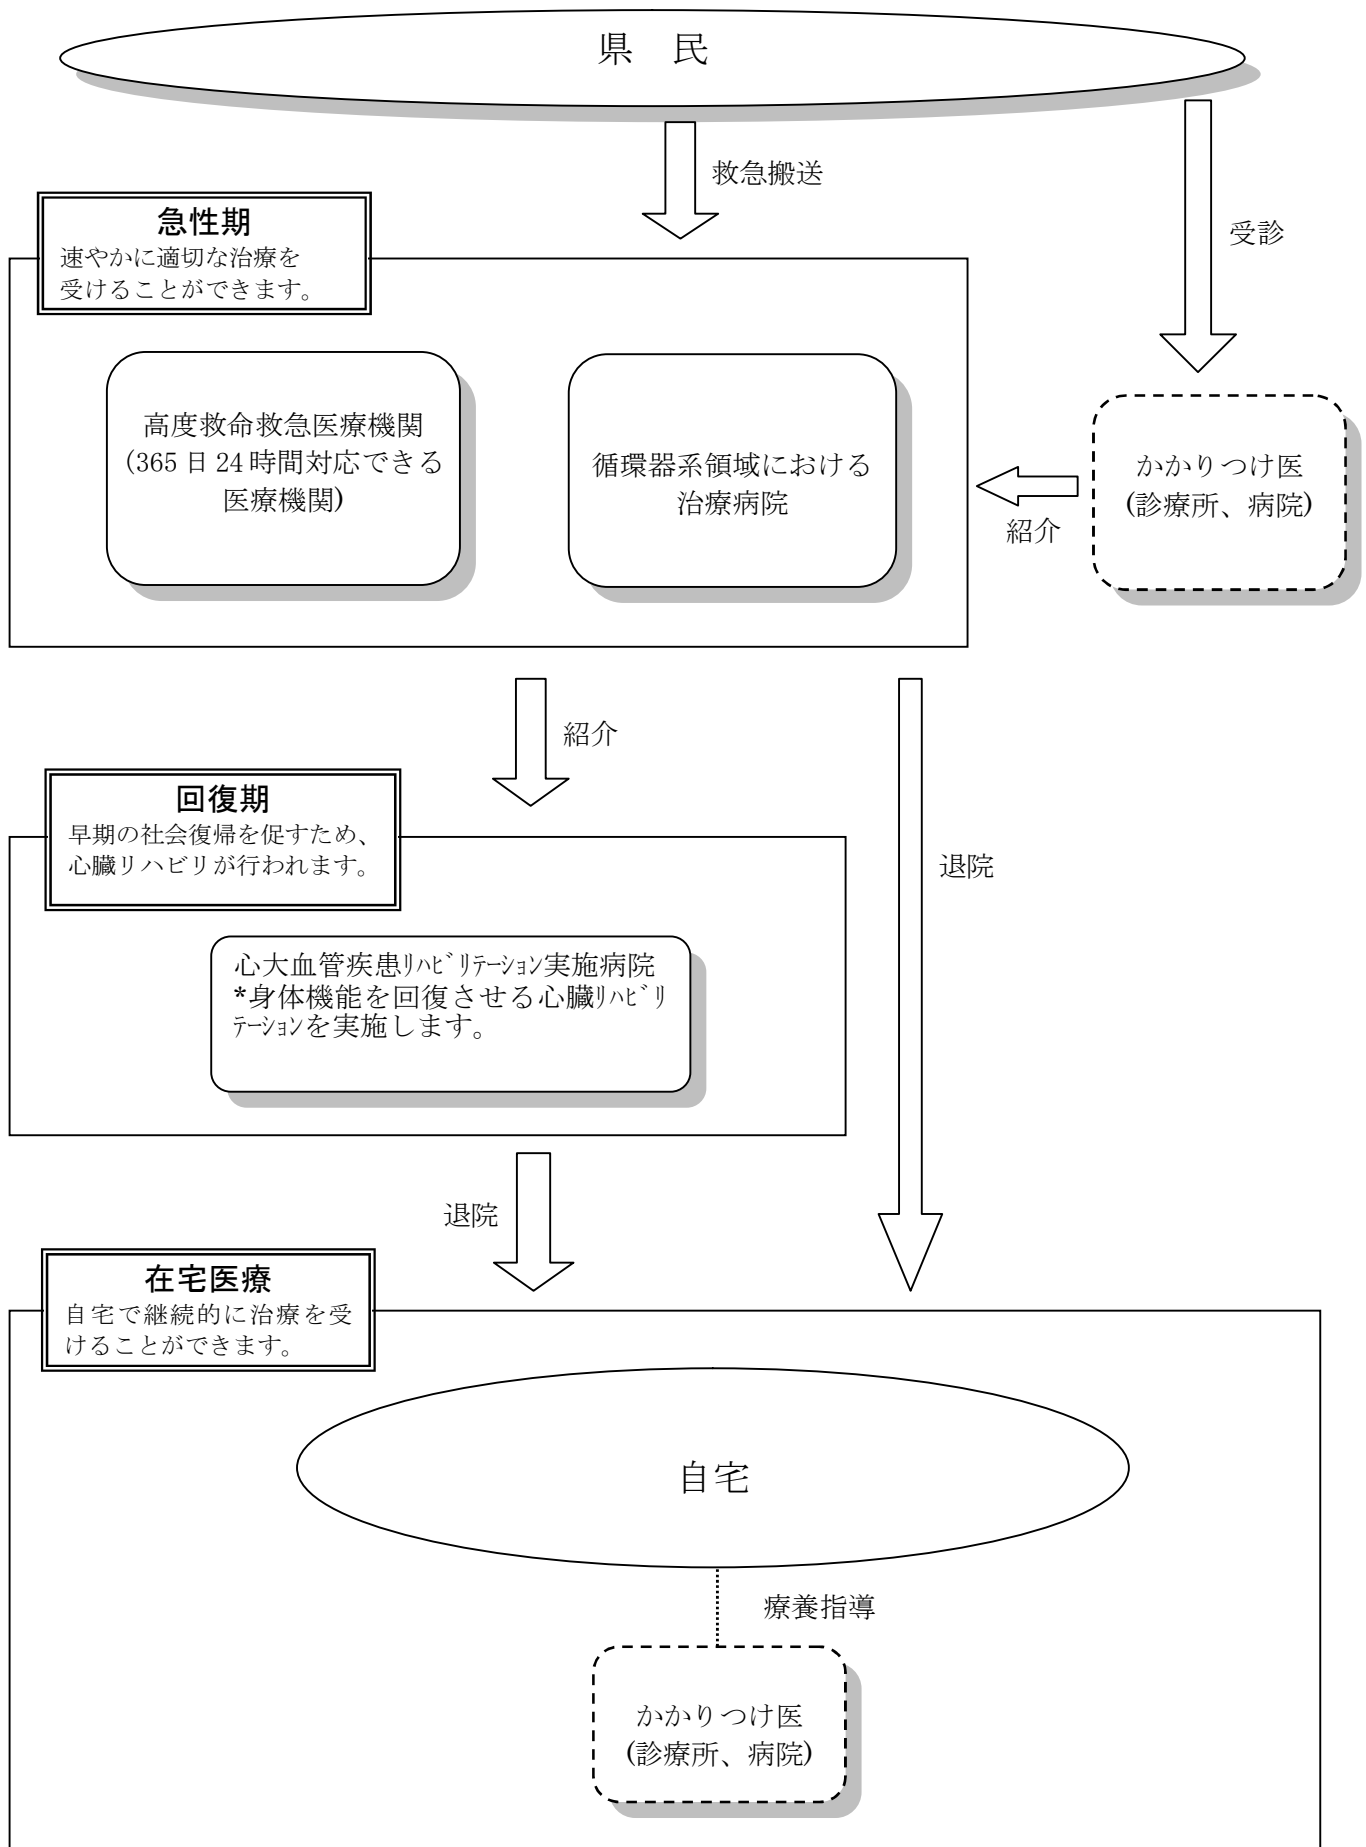 県　民
救急搬送
受診
急性期
速やかに適切な治療を
受けることができます。
高度救命救急医療機関
(365日24時間対応できる
医療機関)
循環器系領域における
治療病院
かかりつけ医
(診療所、病院)
紹介
紹介
回復期
早期の社会復帰を促すため、
心臓リハビリが行われます。
退院
心大血管疾患ﾘﾊﾋﾞﾘﾃｰｼｮﾝ実施病院
*身体機能を回復させる心臓ﾘﾊﾋﾞﾘ
ﾃｰｼｮﾝを実施します。
退院
在宅医療
自宅で継続的に治療を受
けることができます。
自宅
療養指導
かかりつけ医
(診療所、病院)